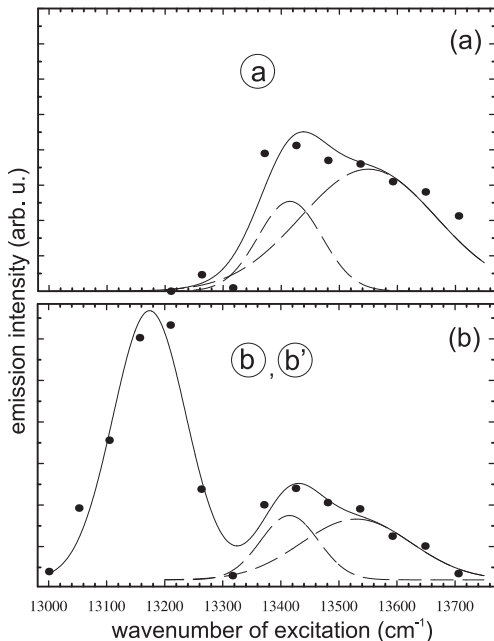 (a)
a
emission intensity (arb. u.)
(b)
b , b’
13000 13100 13200 13300 13400 13500 13600 13700
wavenumber of excitation (cm-1)